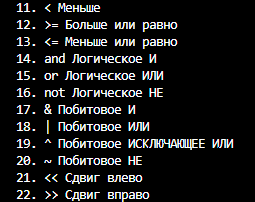 11. < Меньше
12. >= Больше или равно
13. <= Меньше или равно
14. and Логическое И
15. or Логическое ИЛИ
16. not Логическое НЕ
17. & Побитовое И
18. | Побитовое ИЛИ
19. ^ Побитовое ИСКЛЮЧАЮЩЕЕ ИЛИ
20. ~ Побитовое НЕ
21. << Сдвиг влево
22. >> Сдвиг вправо